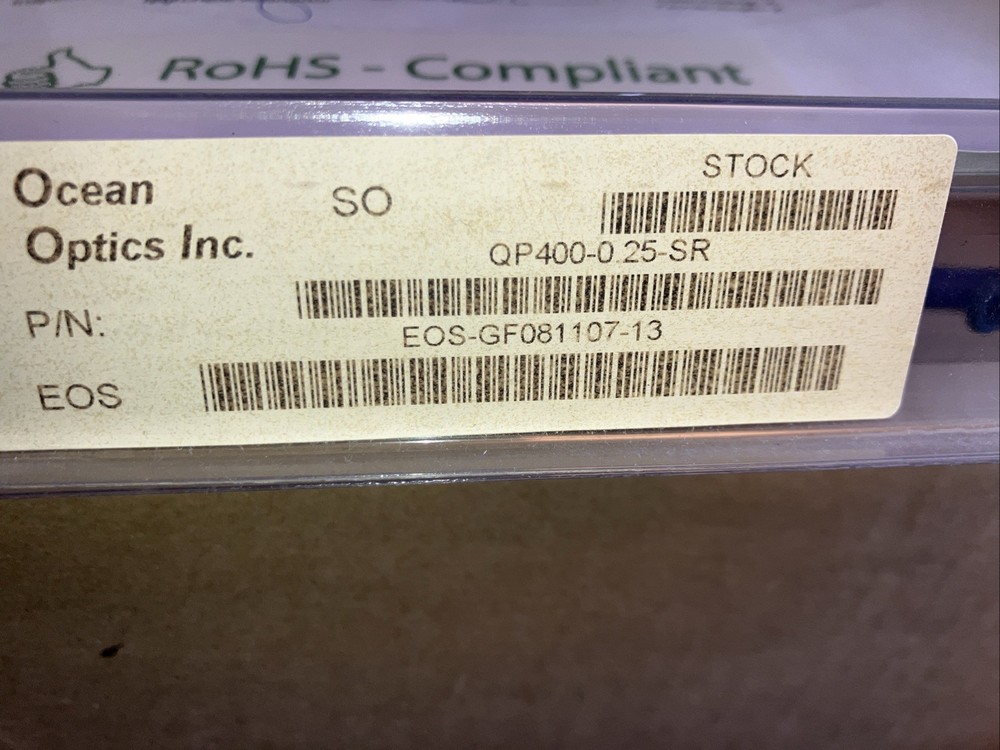 RoHS - Compliant
Ocean Optics Inc.
SO
STOCK
P/N:
QP400-0.25-SR
EOS
EOS-GF081107-13